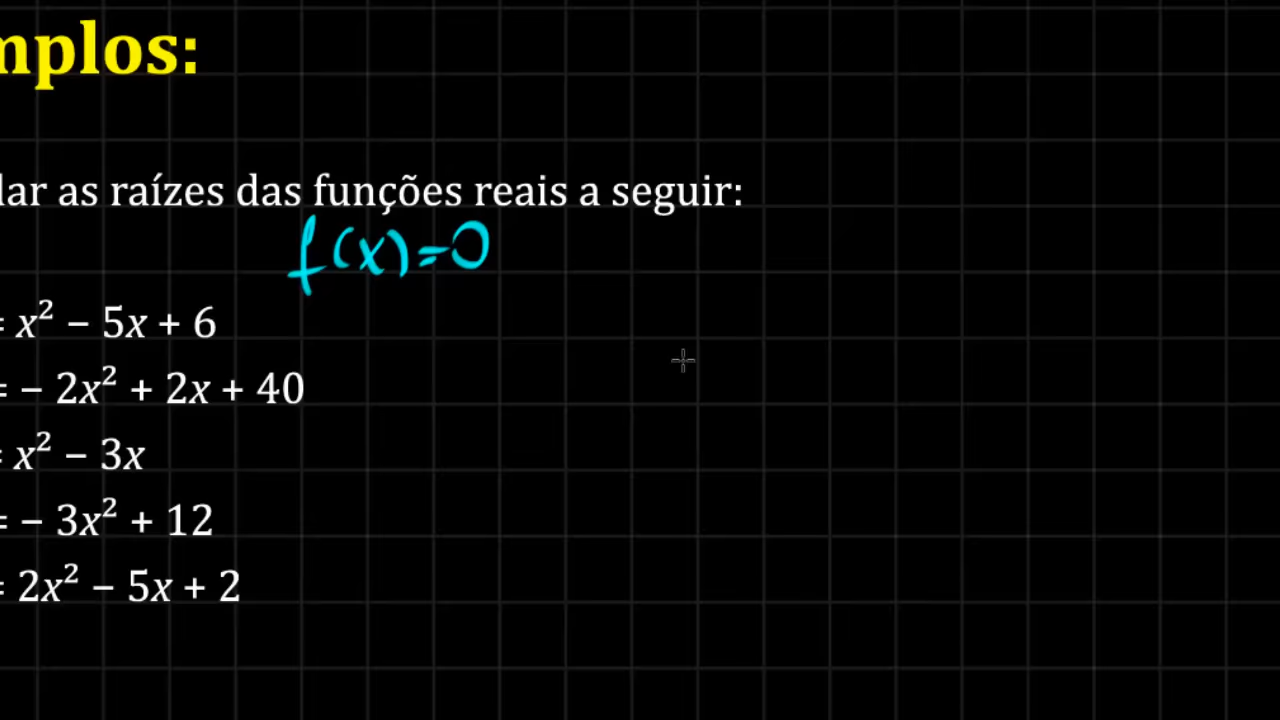 mplos:
lar as raízes das funções reais a seguir:
f(x)=0
= x² − 5x + 6
= − 2x² + 2x + 40
= x² − 3x
= − 3x² + 12
= 2x² − 5x + 2